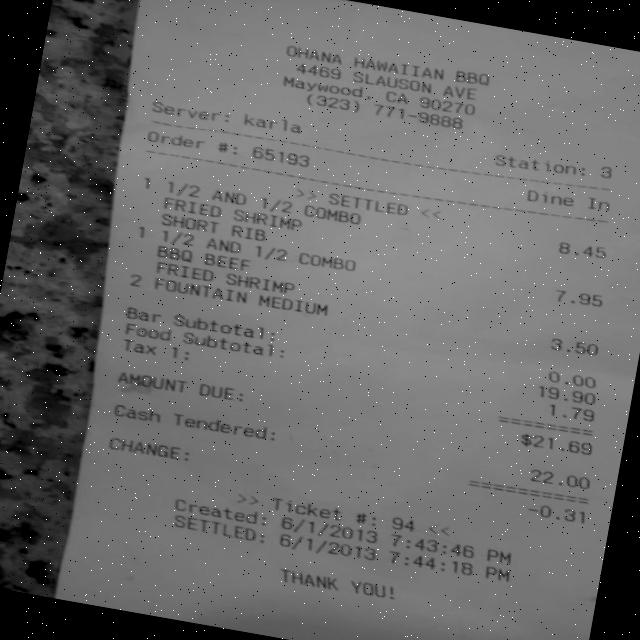 OHANA HAWAIIAN BBQ
4469 SLAUSON AVE
Maywood CA 90270
(323) 771-9888
Server: karla
Station: 3
Order #: 65193
Dine In
>> SETTLED <<
1 1/2 AND 1/2 COMBO 8.45
FRIED SHRIMP
SHORT RIB
1 1/2 AND 1/2 COMBO 7.95
BBQ BEEF
FRIED SHRIMP
2 FOUNTAIN MEDIUM 3.50
Bar Subtotal: 0.00
Food Subtotal: 19.90
Tax 1: 1.79
==========
AMOUNT DUE: $21.69
Cash Tendered: 22.00
============
CHANGE: -0.31
>> Ticket #: 94 <<
Created: 6/1/2013 7:43:46 PM
SETTLED: 6/1/2013 7:44:18 PM
THANK YOU!